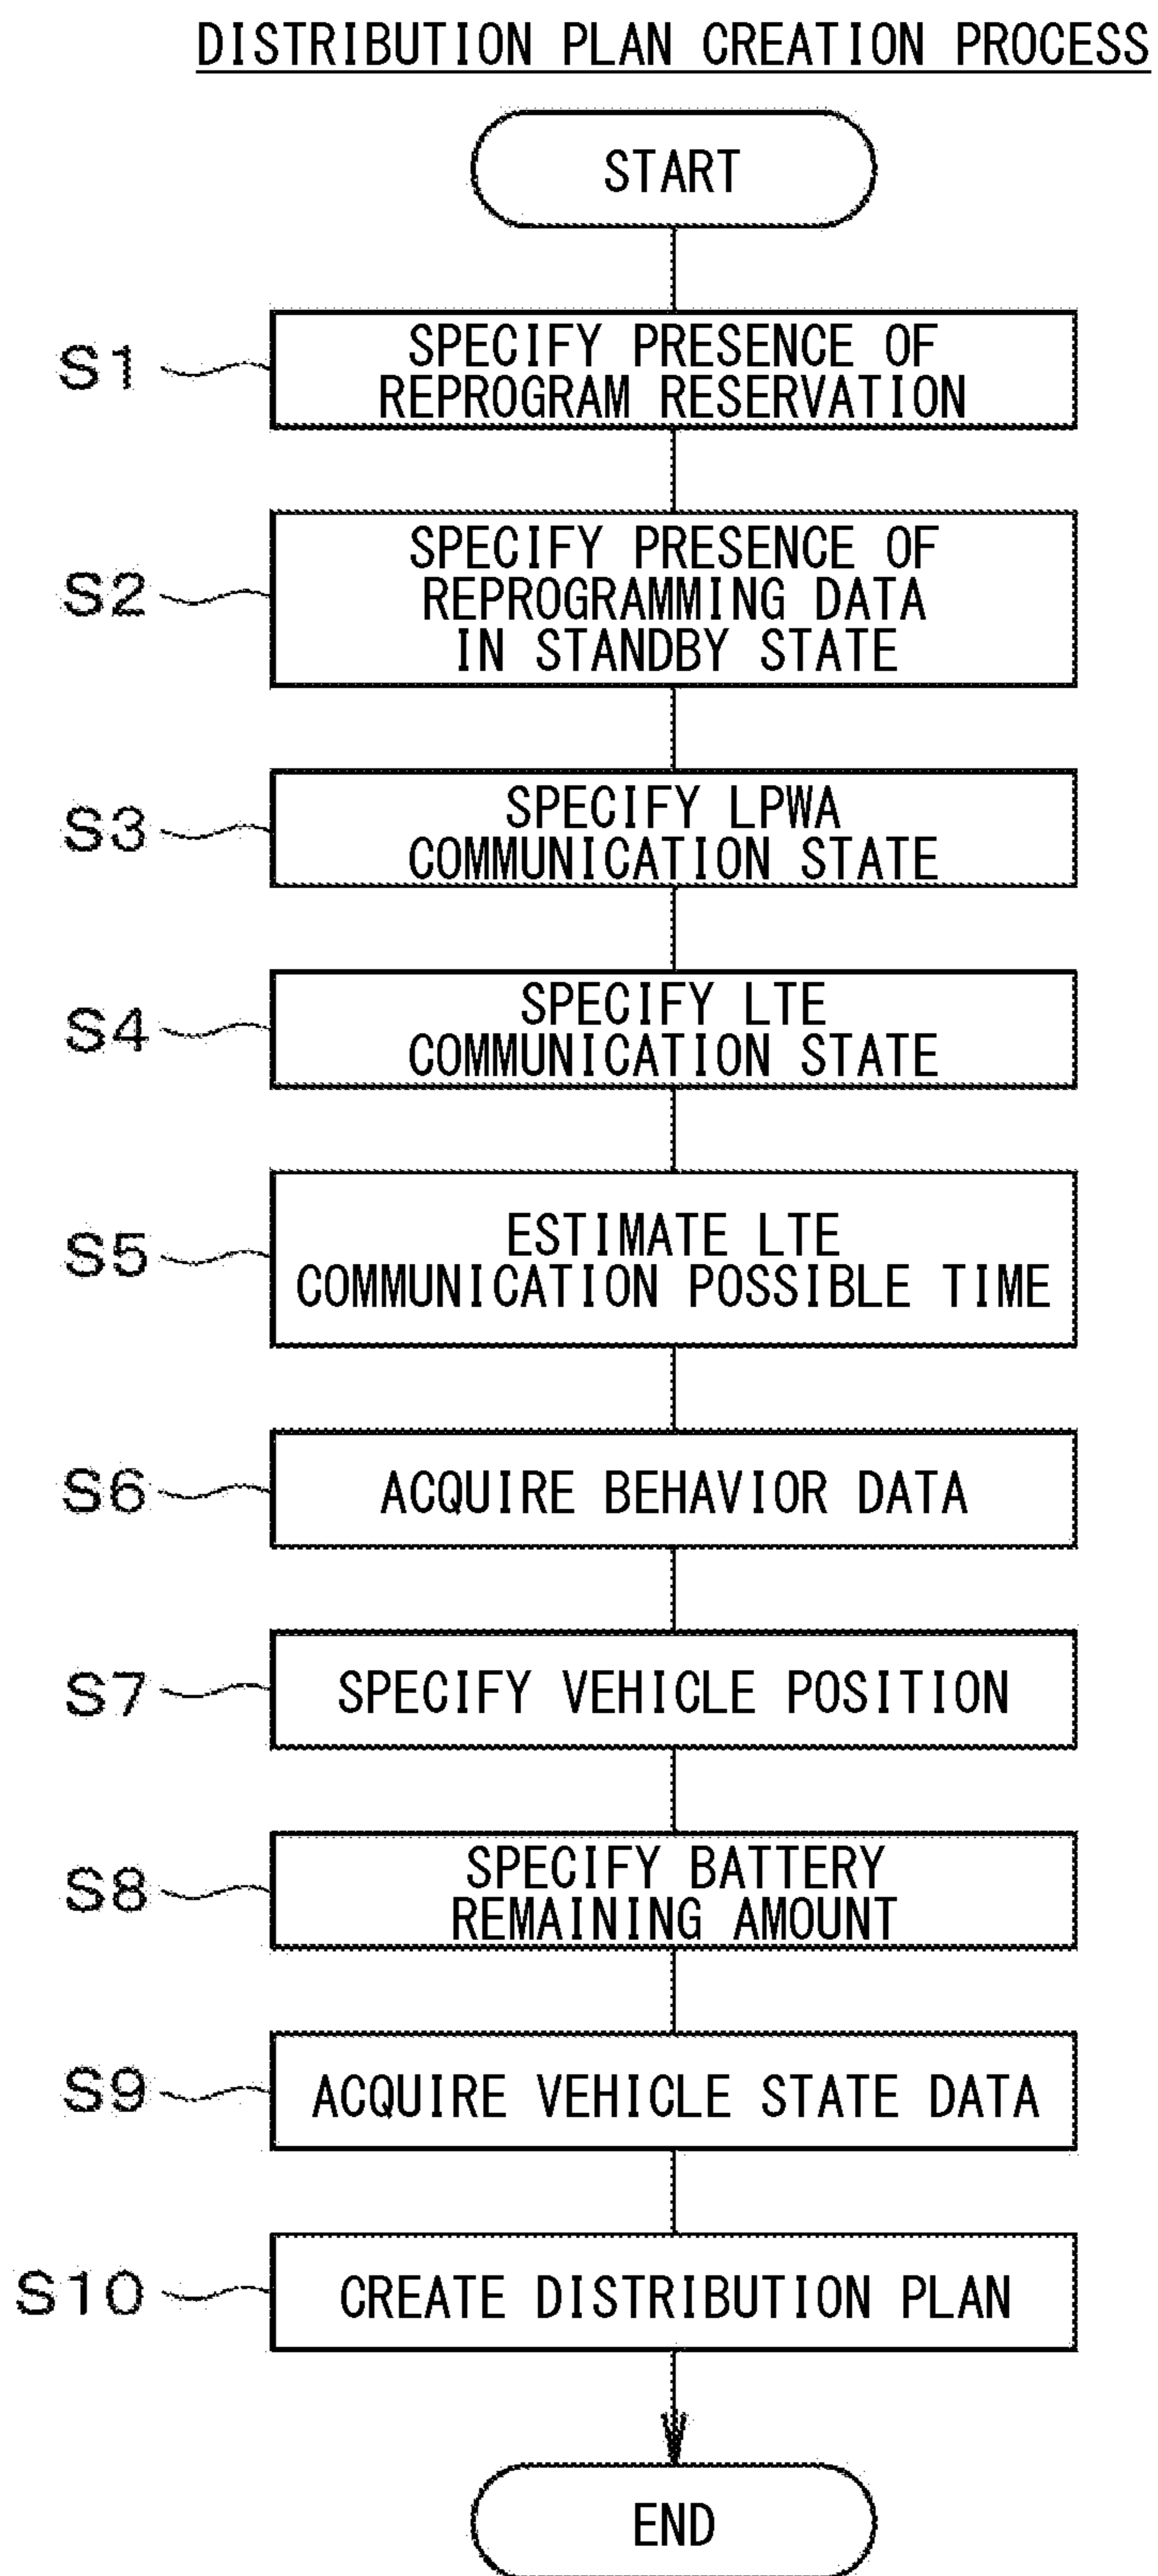 DISTRIBUTION PLAN CREATION PROCESS
START
S1
SPECIFY PRESENCE OF
REPROGRAM RESERVATION
S2
SPECIFY PRESENCE OF
REPROGRAMMING DATA
IN STANDBY STATE
S3
SPECIFY LPWA
COMMUNICATION STATE
S4
SPECIFY LTE
COMMUNICATION STATE
S5
ESTIMATE LTE
COMMUNICATION POSSIBLE TIME
S6
ACQUIRE BEHAVIOR DATA
S7
SPECIFY VEHICLE POSITION
S8
SPECIFY BATTERY
REMAINING AMOUNT
S9
ACQUIRE VEHICLE STATE DATA
S10
CREATE DISTRIBUTION PLAN
END